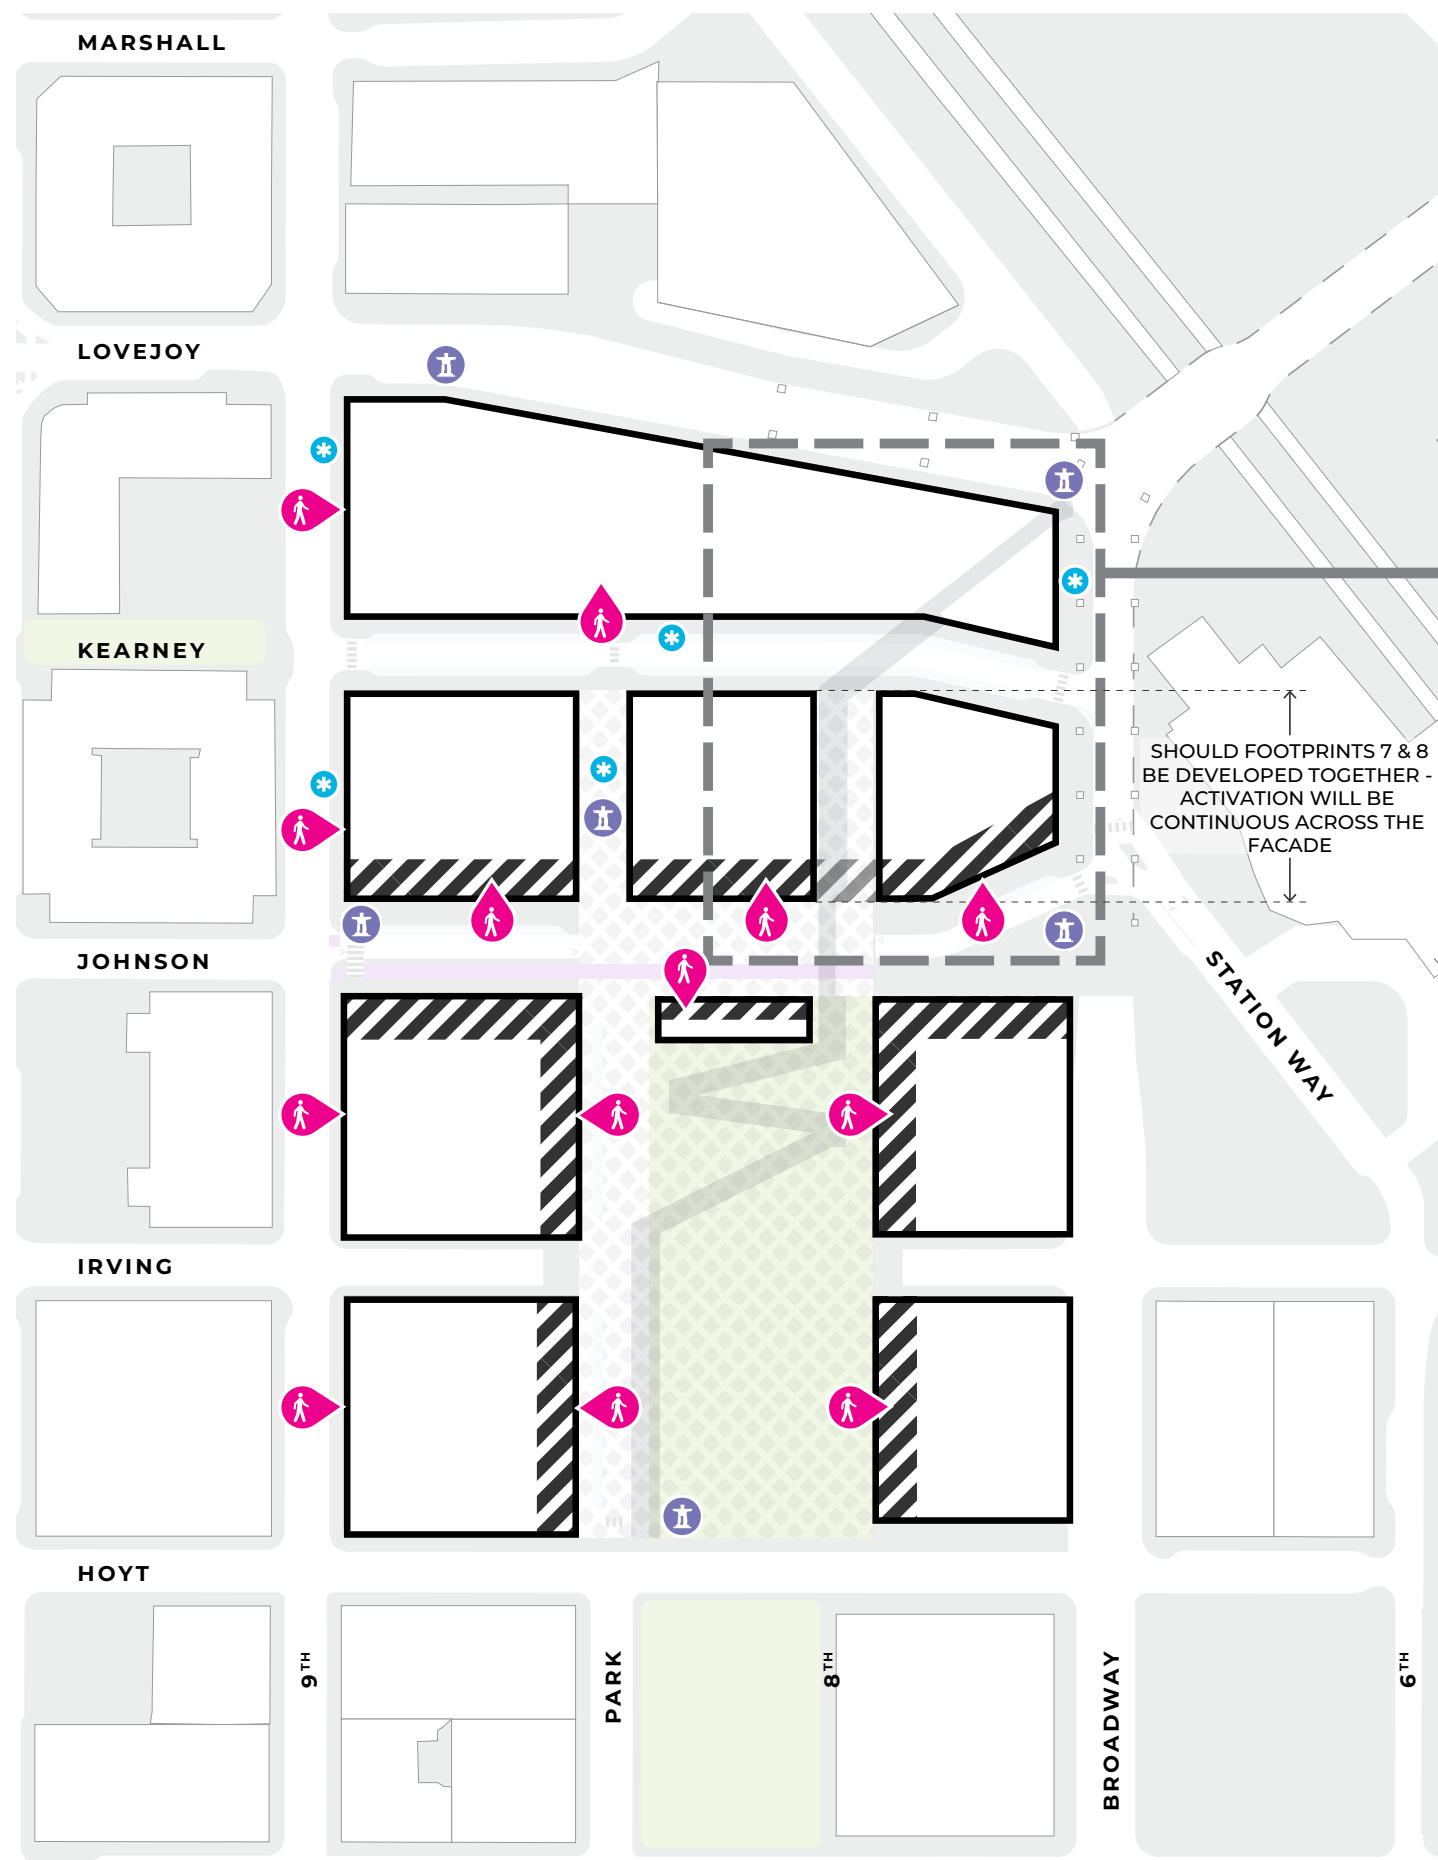 MARSHALL
LOVEJOY
KEARNEY
SHOULD FOOTPRINTS 7 & 8
BE DEVELOPED TOGETHER -
ACTIVATION WILL BE
CONTINUOUS ACROSS THE
FACADE
JOHNSON
STATION WAY
IRVING
HOYT
9TH
PARK
8TH
BROADWAY
6TH